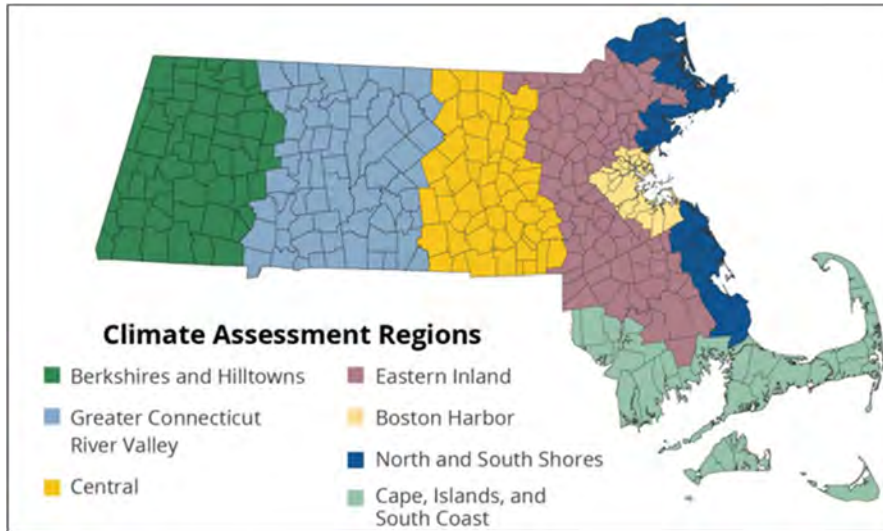 Climate Assessment Regions
Berkshires and Hilltowns
Greater Connecticut
River Valley
Central
Eastern Inland
Boston Harbor
North and South Shores
Cape, Islands, and
South Coast